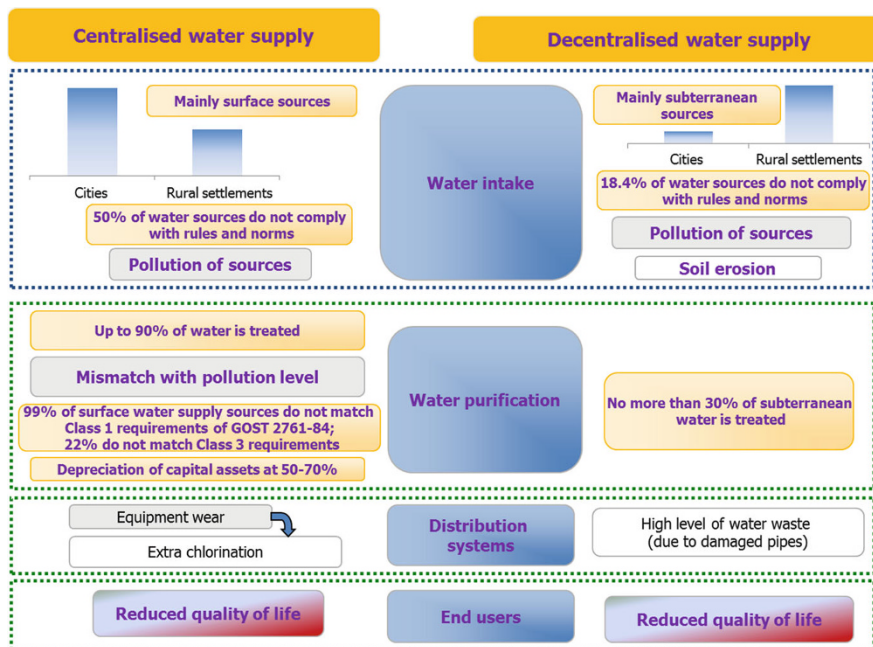 Centralised water supply
Decentralised water supply
Mainly surface sources
Cities
Rural settlements
50% of water sources do not comply
with rules and norms
Pollution of sources
Water intake
Mainly subterranean
sources
Cities
Rural settlements
18.4% of water sources do not comply
with rules and norms
Pollution of sources
Soil erosion
Up to 90% of water is treated
Mismatch with pollution level
99% of surface water supply sources do not match
Class 1 requirements of GOST 2761-84;
22% do not match Class 3 requirements
Depreciation of capital assets at 50-70%
Water purification
No more than 30% of subterranean
water is treated
Equipment wear
Extra chlorination
Distribution
systems
High level of water waste
(due to damaged pipes)
Reduced quality of life
End users
Reduced quality of life